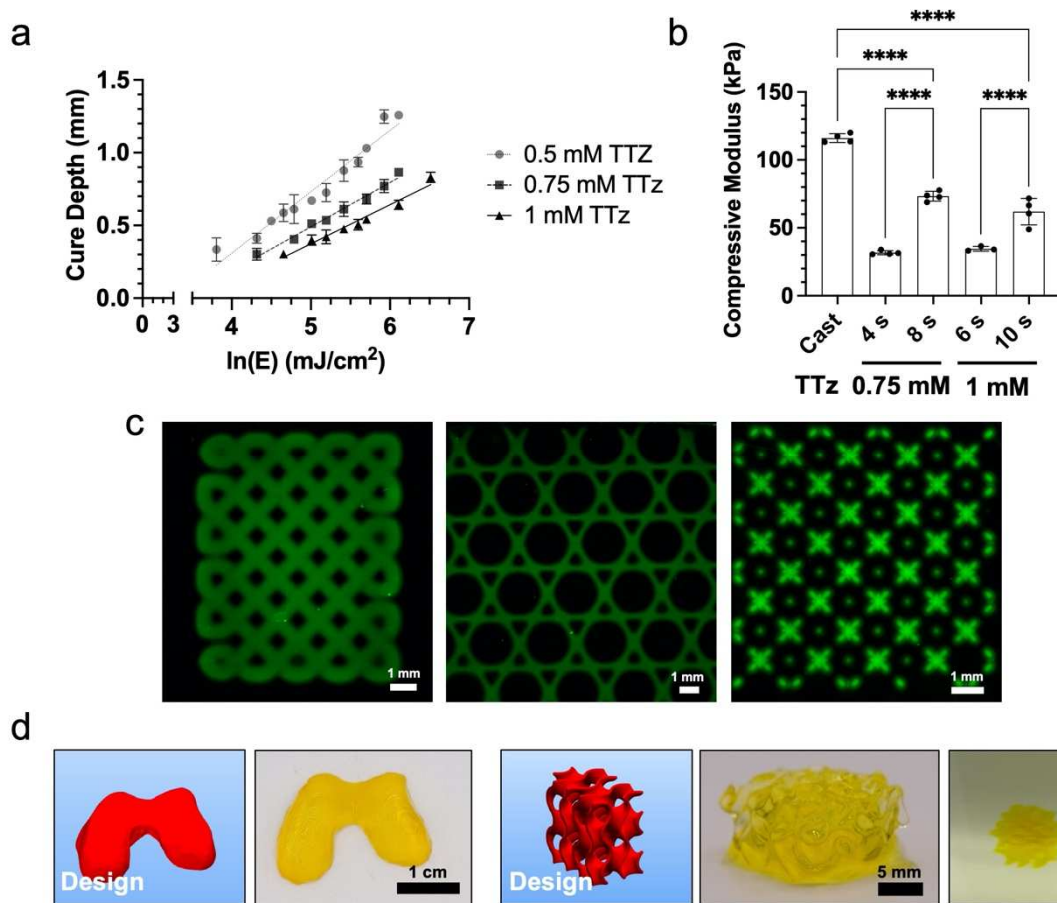 a
Cure Depth (mm)
1.5
1.0
0.5
0.0
0 3 4 5 6 7
ln(E) (mJ/cm²)
0.5 mM TTZ
0.75 mM TTz
1 mM TTz
b
Compressive Modulus (kPa)
150
100
50
0
****
****
**** ****
Cast 4 s 8 s 6 s 10 s
TTz 0.75 mM 1 mM
c
1 mm 1 mm 1 mm
d
Design 1 cm Design 5 mm